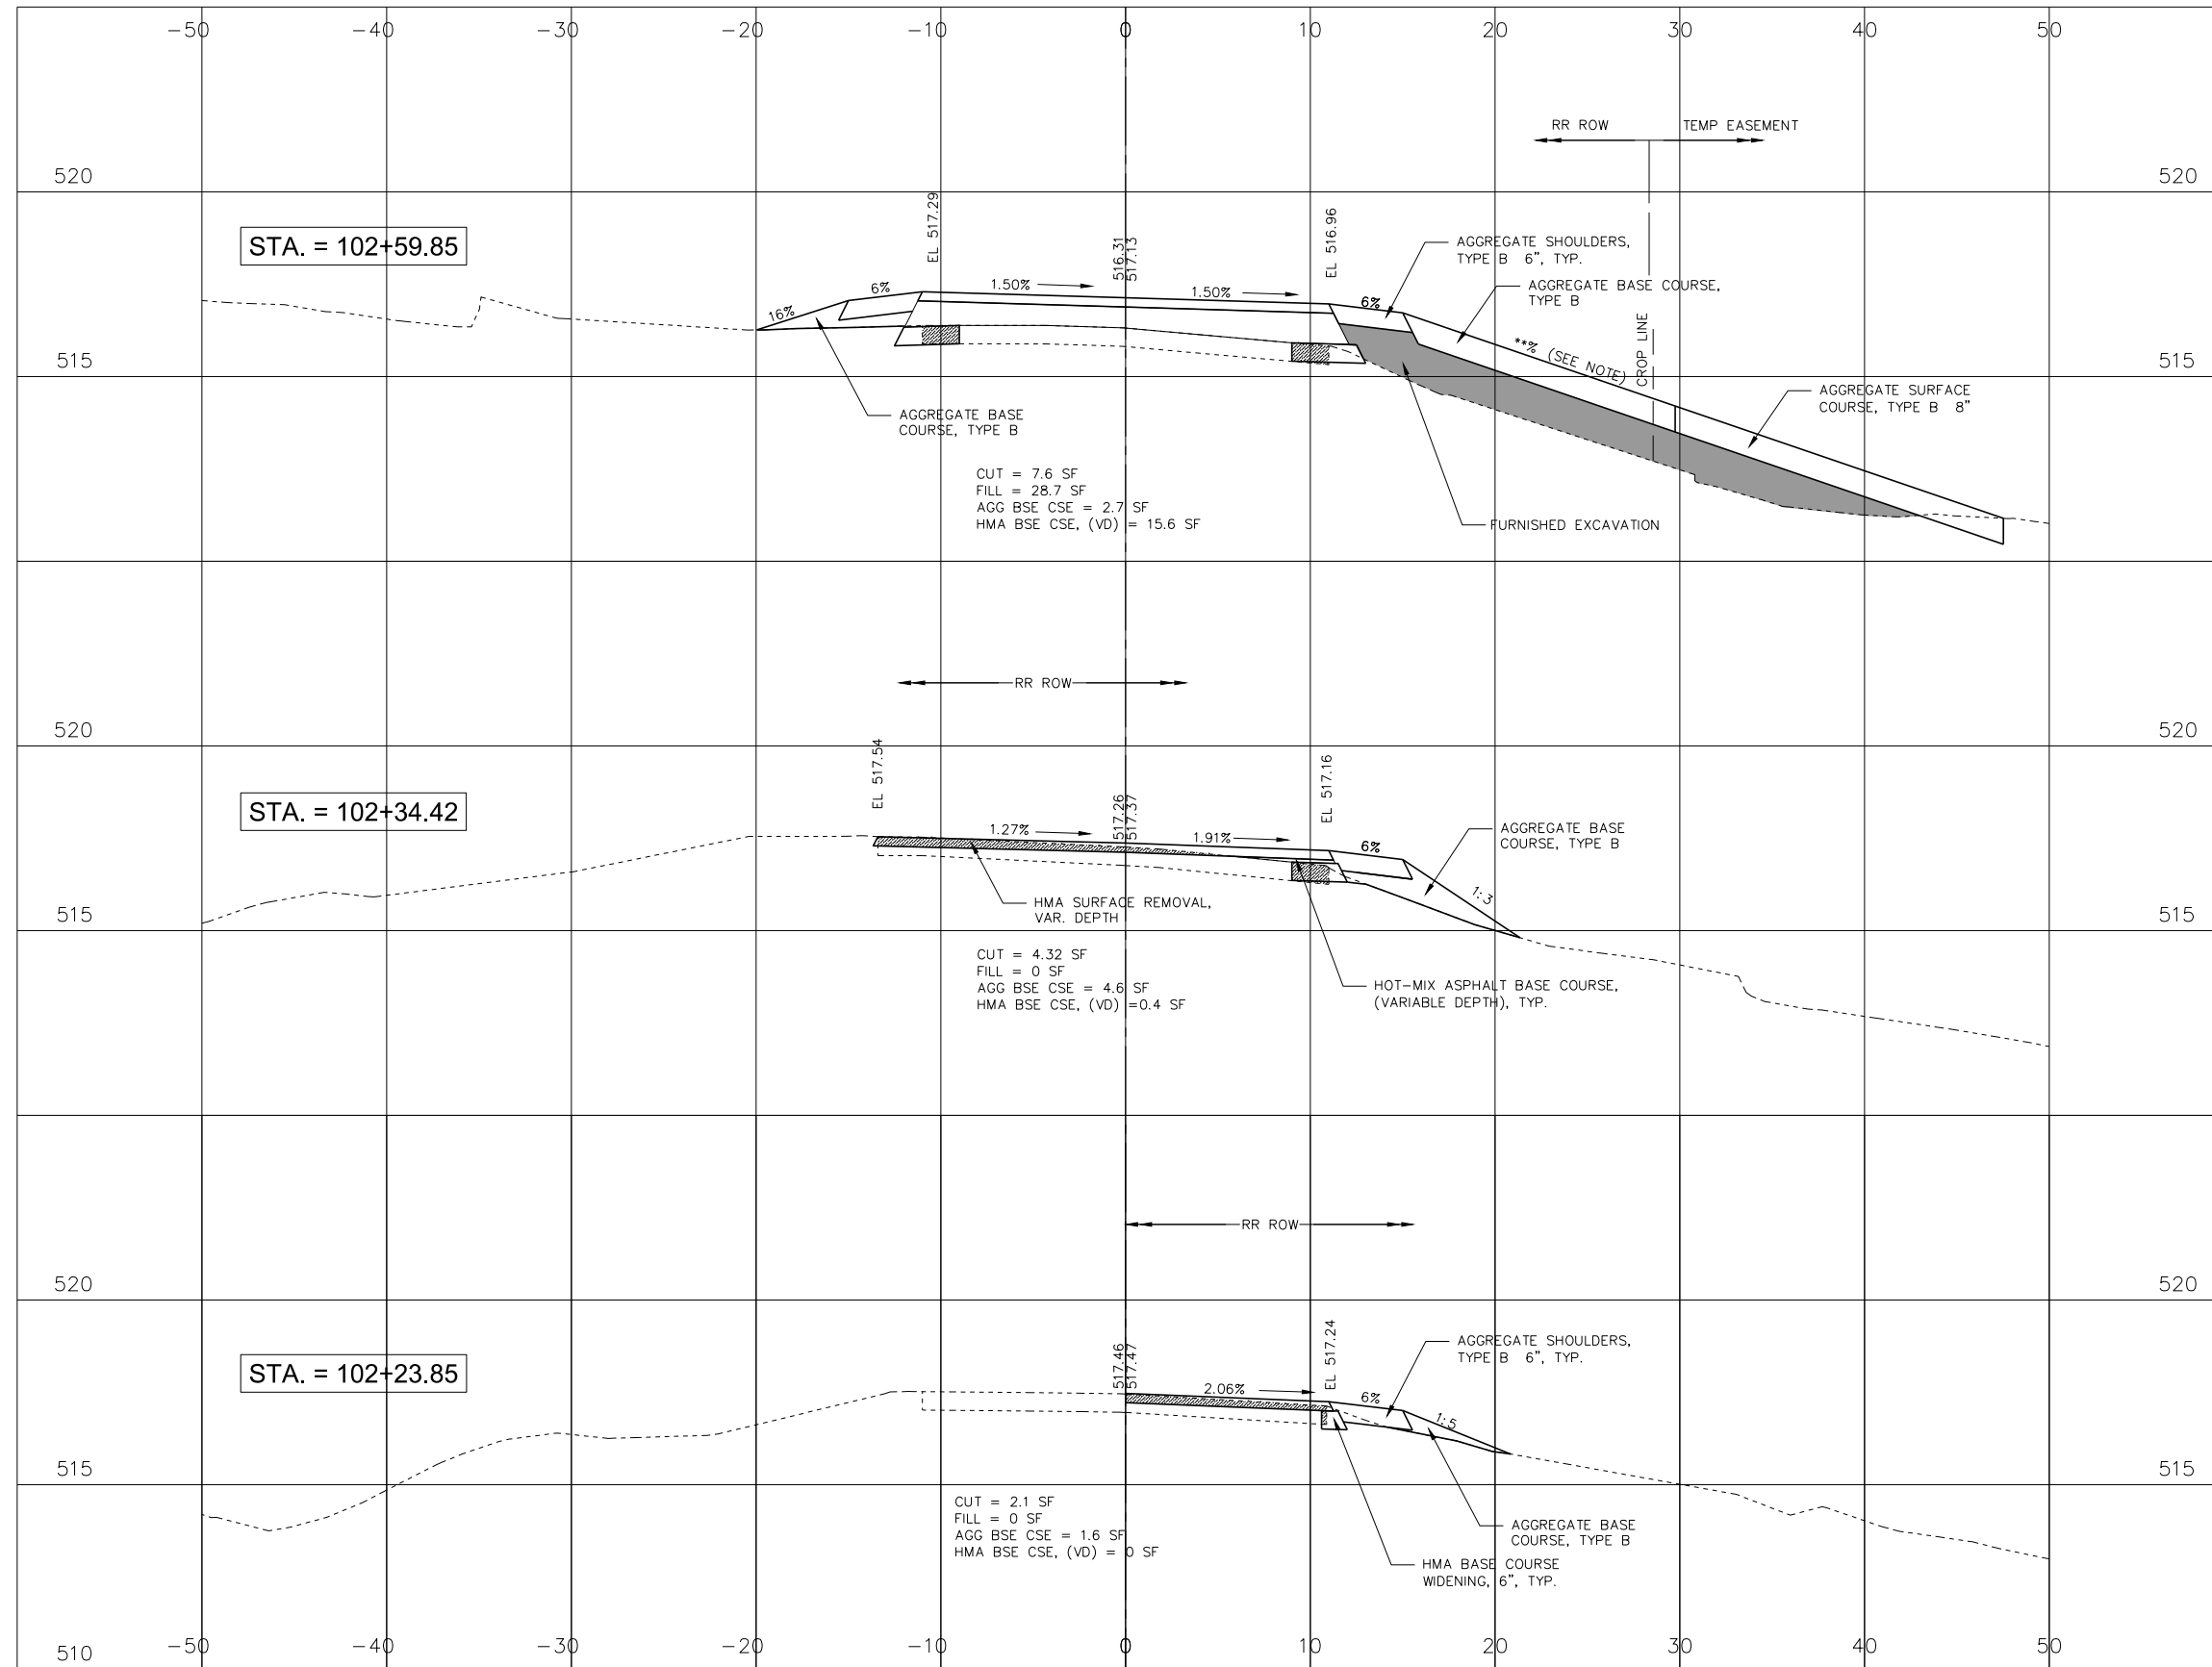 -50 -40 -30 -20 -10 0 10 20 30 40 50
RR ROW TEMP EASEMENT
520 520
STA. = 102+59.85
EL 517.29
516.31
517.13
EL 516.96
AGGREGATE SHOULDERS,
TYPE B 6", TYP.
AGGREGATE BASE COURSE,
TYPE B
16%
6%
1.50%
1.50%
6%
**% (SEE NOTE)
CROP LINE
515 515
AGGREGATE SURFACE
COURSE, TYPE B 8"
AGGREGATE BASE
COURSE, TYPE B
CUT = 7.6 SF
FILL = 28.7 SF
AGG BSE CSE = 2.7 SF
HMA BSE CSE, (VD) = 15.6 SF
FURNISHED EXCAVATION
RR ROW
520 520
STA. = 102+34.42
EL 517.54
517.26
517.37
EL 517.16
1.27%
1.91%
6%
AGGREGATE BASE
COURSE, TYPE B
1:3
515 515
HMA SURFACE REMOVAL,
VAR. DEPTH
CUT = 4.32 SF
FILL = 0 SF
AGG BSE CSE = 4.6 SF
HMA BSE CSE, (VD) =0.4 SF
HOT-MIX ASPHALT BASE COURSE,
(VARIABLE DEPTH), TYP.
RR ROW
520 520
STA. = 102+23.85
517.46
517.47
EL 517.24
AGGREGATE SHOULDERS,
TYPE B 6", TYP.
2.06%
6%
1:5
515 515
CUT = 2.1 SF
FILL = 0 SF
AGG BSE CSE = 1.6 SF
HMA BSE CSE, (VD) = 0 SF
AGGREGATE BASE
COURSE, TYPE B
HMA BASE COURSE
WIDENING, 6", TYP.
510 -50 -40 -30 -20 -10 0 10 20 30 40 50